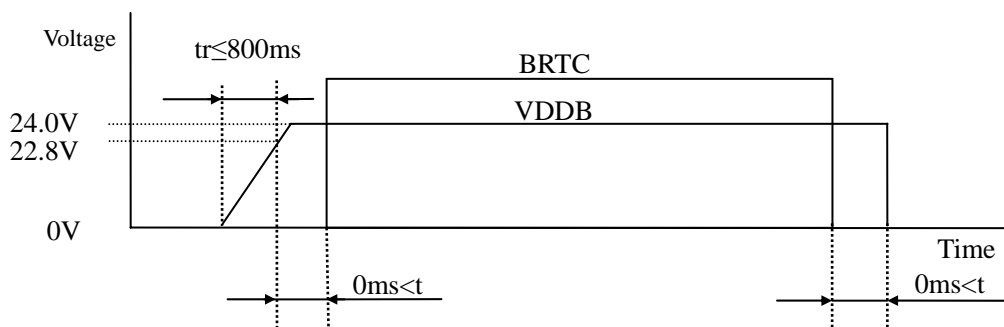 Voltage
tr≤800ms
BRTC
VDDB
24.0V
22.8V
0V
Time
0ms<t
0ms<t